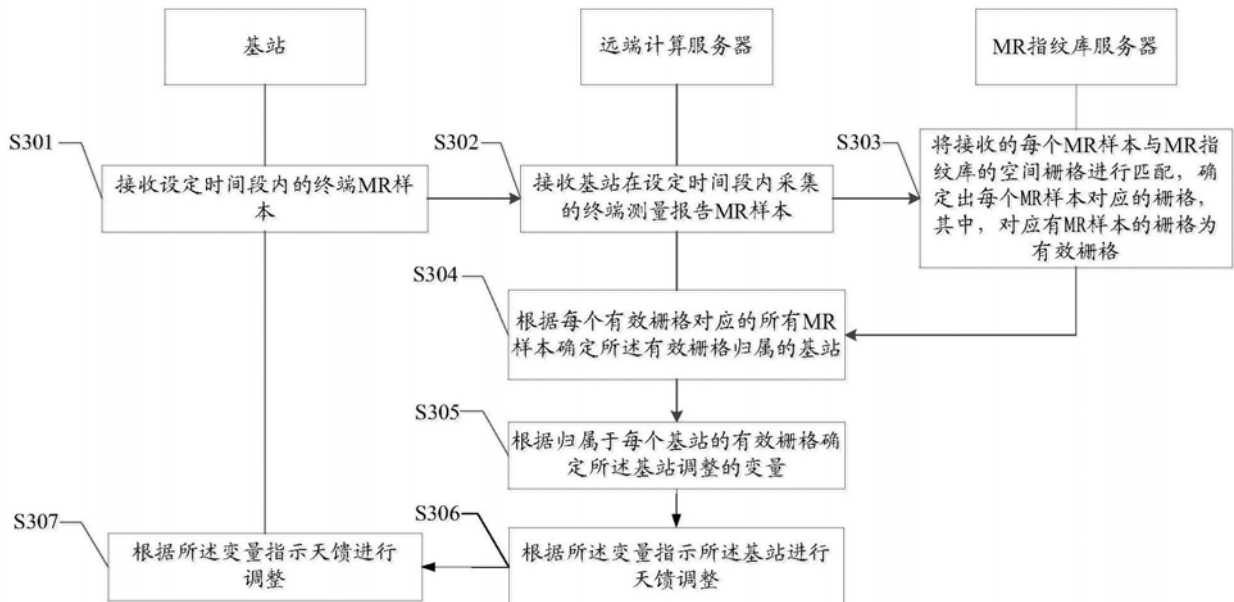 基站
远端计算服务器
MR指纹库服务器
S301
接收设定时间段内的终端MR样
本
S302
接收基站在设定时间段内采集
的终端测量报告MR样本
S303
将接收的每个MR样本与MR指
纹库的空间栅格进行匹配，确
定出每个MR样本对应的栅格，
其中，对应有MR样本的栅格为
有效栅格
S304
根据每个有效栅格对应的所有MR
样本确定所述有效栅格归属的基站
S305
根据归属于每个基站的有效栅格确
定所述基站调整的变量
S306
根据所述变量指示所述基站进行
天馈调整
S307
根据所述变量指示天馈进行
调整